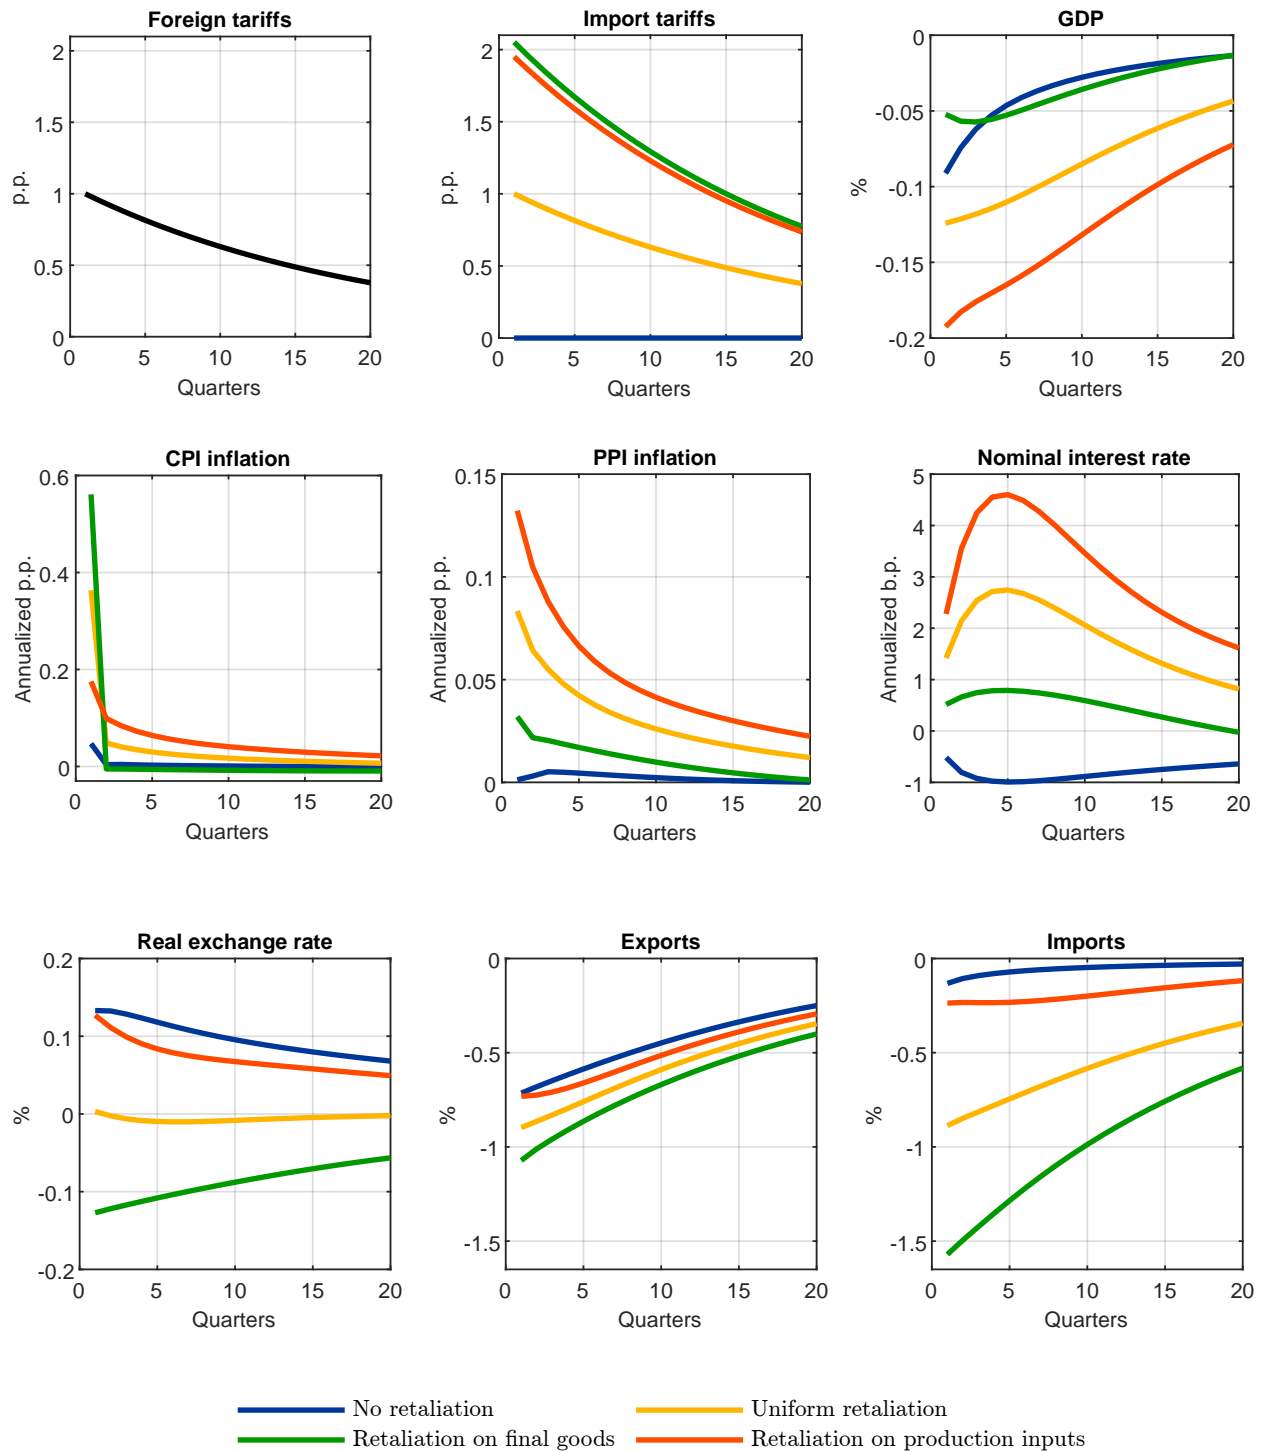 Foreign tariffs
2
1.5
1
0.5
0
p.p.
0 5 10 15 20
Quarters
Import tariffs
2
1.5
1
0.5
0
p.p.
0 5 10 15 20
Quarters
GDP
0
-0.05
-0.1
-0.15
-0.2
%
0 5 10 15 20
Quarters
CPI inflation
0.6
0.4
0.2
0
Annualized p.p.
0 5 10 15 20
Quarters
PPI inflation
0.15
0.1
0.05
0
Annualized p.p.
0 5 10 15 20
Quarters
Nominal interest rate
5
4
3
2
1
0
-1
Annualized b.p.
0 5 10 15 20
Quarters
Real exchange rate
0.2
0.1
0
-0.1
-0.2
%
0 5 10 15 20
Quarters
Exports
0
-0.5
-1
-1.5
%
0 5 10 15 20
Quarters
Imports
0
-0.5
-1
-1.5
%
0 5 10 15 20
Quarters
No retaliation
Uniform retaliation
Retaliation on final goods
Retaliation on production inputs